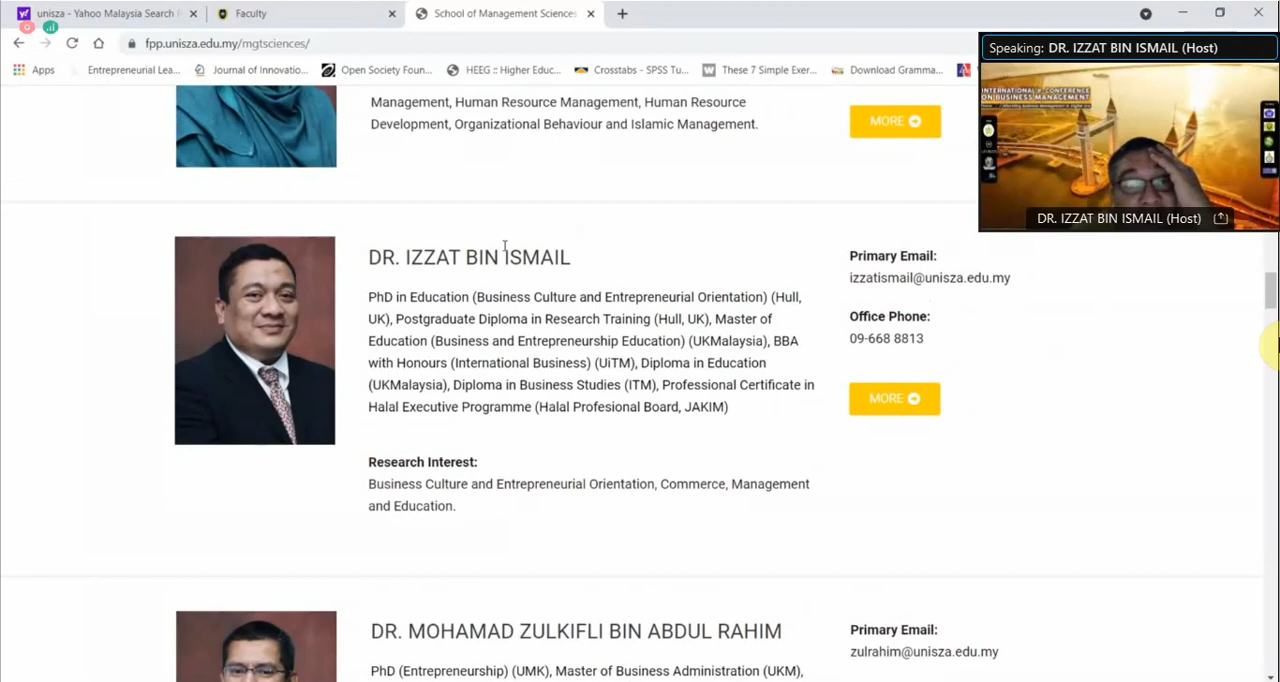 unisza - Yahoo Malaysia Search
Faculty
School of Management Sciences
fpp.unisza.edu.my/mgtsciences/
Apps
Entrepreneurial Lea...
Journal of Innovatio...
Open Society Foun...
HEEG :: Higher Educ...
Crosstabs - SPSS Tu...
These 7 Simple Exer...
Download Gramma...
Speaking: DR. IZZAT BIN ISMAIL (Host)
INTERNATIONAL e-CONFERENCE
ON BUSINESS MANAGEMENT
DR. IZZAT BIN ISMAIL (Host)
Management, Human Resource Management, Human Resource
Development, Organizational Behaviour and Islamic Management.
MORE
DR. IZZAT BIN ISMAIL
PhD in Education (Business Culture and Entrepreneurial Orientation) (Hull,
UK), Postgraduate Diploma in Research Training (Hull, UK), Master of
Education (Business and Entrepreneurship Education) (UKMalaysia), BBA
with Honours (International Business) (UiTM), Diploma in Education
(UKMalaysia), Diploma in Business Studies (ITM), Professional Certificate in
Halal Executive Programme (Halal Profesional Board, JAKIM)
Research Interest:
Business Culture and Entrepreneurial Orientation, Commerce, Management
and Education.
Primary Email:
izzatismail@unisza.edu.my
Office Phone:
09-668 8813
MORE
DR. MOHAMAD ZULKIFLI BIN ABDUL RAHIM
PhD (Entrepreneurship) (UMK), Master of Business Administration (UKM),
Primary Email:
zulrahim@unisza.edu.my